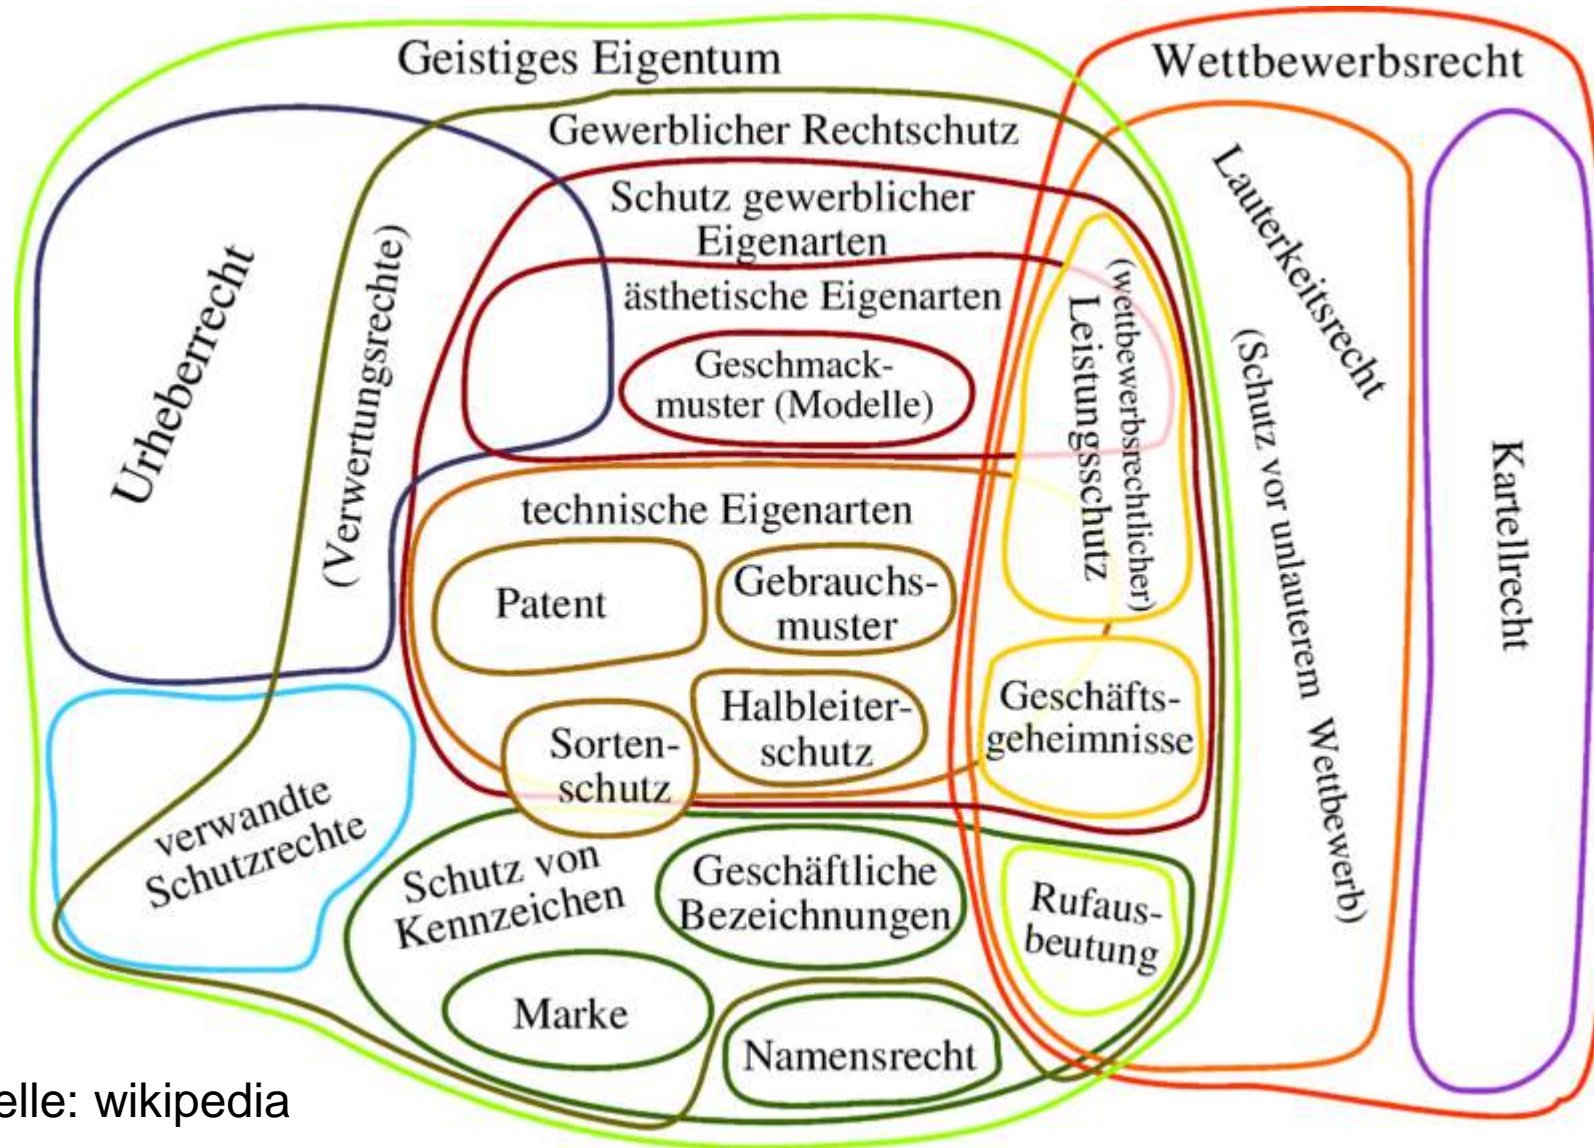 Geistiges Eigentum
Wettbewerbsrecht
Gewerblicher Rechtschutz
Schutz gewerblicher
Eigenarten
ästhetische Eigenarten
Geschmack-
muster (Modelle)
Urheberrecht
(Verwertungsrechte)
(wettbewerbsrechtlicher)
Leistungsschutz
Lauterkeitsrecht
(Schutz vor unlauterem Wettbewerb)
Kartellrecht
technische Eigenarten
Patent
Gebrauchs-
muster
Halbleiter-
schutz
Sorten-
schutz
Geschäfts-
geheimnisse
verwandte
Schutzrechte
Schutz von
Kennzeichen
Geschäftliche
Bezeichnungen
Rufaus-
beutung
Marke
Namensrecht
elle: wikipedia